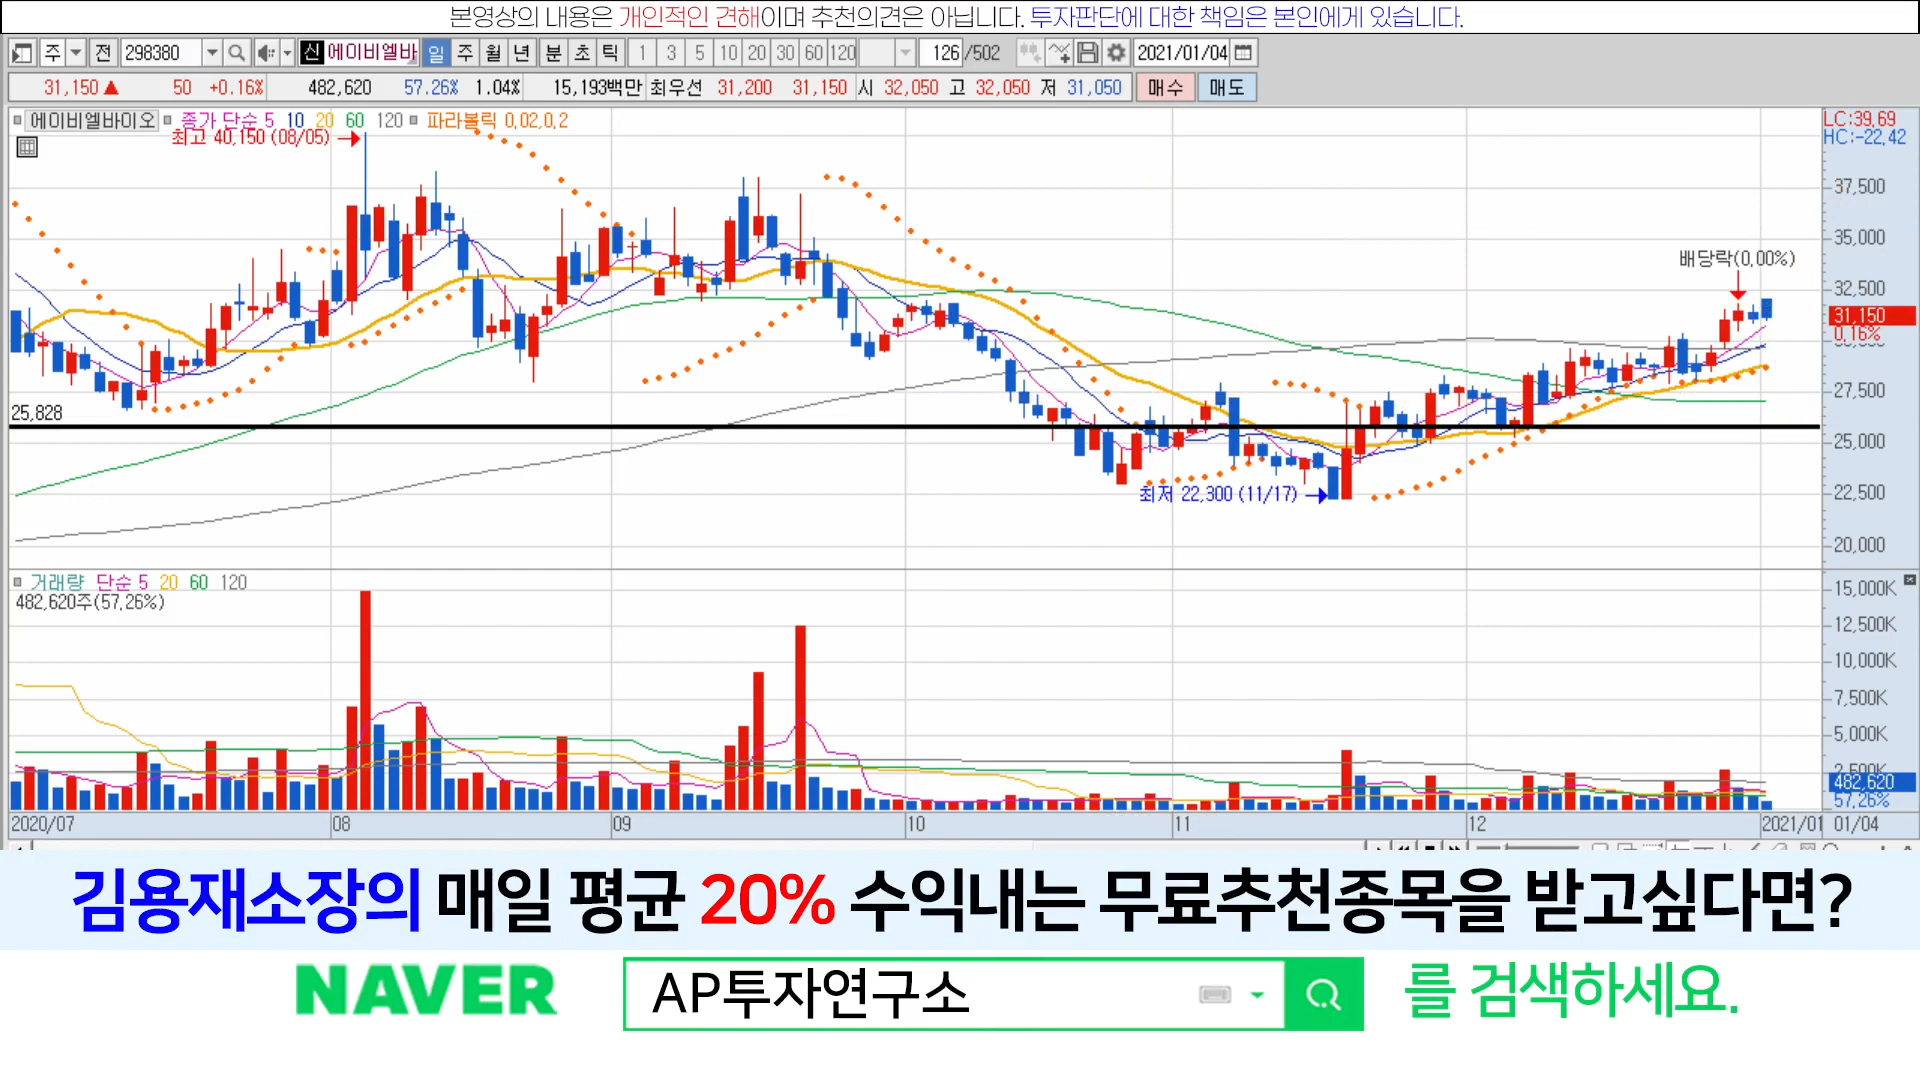 본영상의 내용은 개인적인 견해이며 추천의견은 아닙니다. 투자판단에 대한 책임은 본인에게 있습니다.
주 전 298380 신 에이비엘바 일 주 월 년 분 초 틱 1 3 5 10 20 30 60 120 126 /502 2021/01/04
31,150 ▲ 50 +0.16% 482,620 57.26% 1.04% 15,193백만 최우선 31,200 31,150 시 32,050 고 32,050 저 31,050 매수 매도
에이비엘바이오 종가 단순 5 10 20 60 120 파라볼릭 0.02,0.2
최고 40,150 (08/05)
LC:39.69
HC:-22.42
37,500
35,000
배당락(0.00%)
32,500
31,150
0.16%
27,500
25,828
25,000
최저 22,300 (11/17)
22,500
20,000
거래량 단순 5 20 60 120
482,620주(57.26%)
15,000K
12,500K
10,000K
7,500K
5,000K
482,620
57.26%
2020/07 08 09 10 11 12 2021/01 01/04
김용재소장의 매일 평균 20% 수익내는 무료추천종목을 받고싶다면?
NAVER AP투자연구소 를 검색하세요.